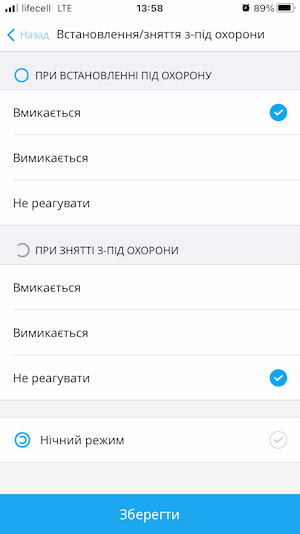 lifecell LTE 13:58 89%
Назад Встановлення/зняття з-під охорони
ПРИ ВСТАНОВЛЕННІ ПІД ОХОРОНУ
Вмикається
Вимикається
Не реагувати
ПРИ ЗНЯТТІ З-ПІД ОХОРОНИ
Вмикається
Вимикається
Не реагувати
Нічний режим
Зберегти